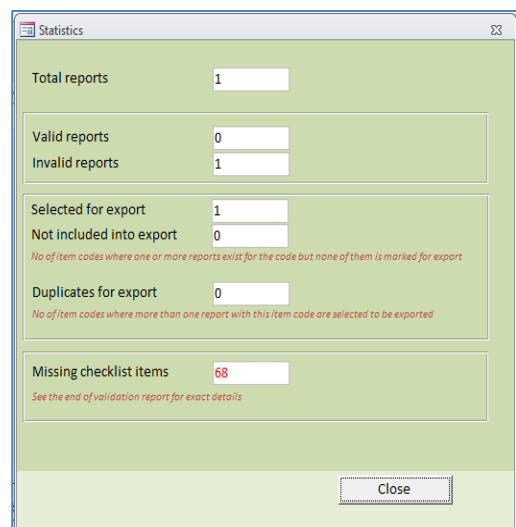 Statistics
Total reports 1
Valid reports 0
Invalid reports 1
Selected for export 1
Not included into export 0
No of item codes where one or more reports exist for the code but none of them is marked for export
Duplicates for export 0
No of item codes where more than one report with this item code are selected to be exported
Missing checklist items 68
See the end of validation report for exact details
Close